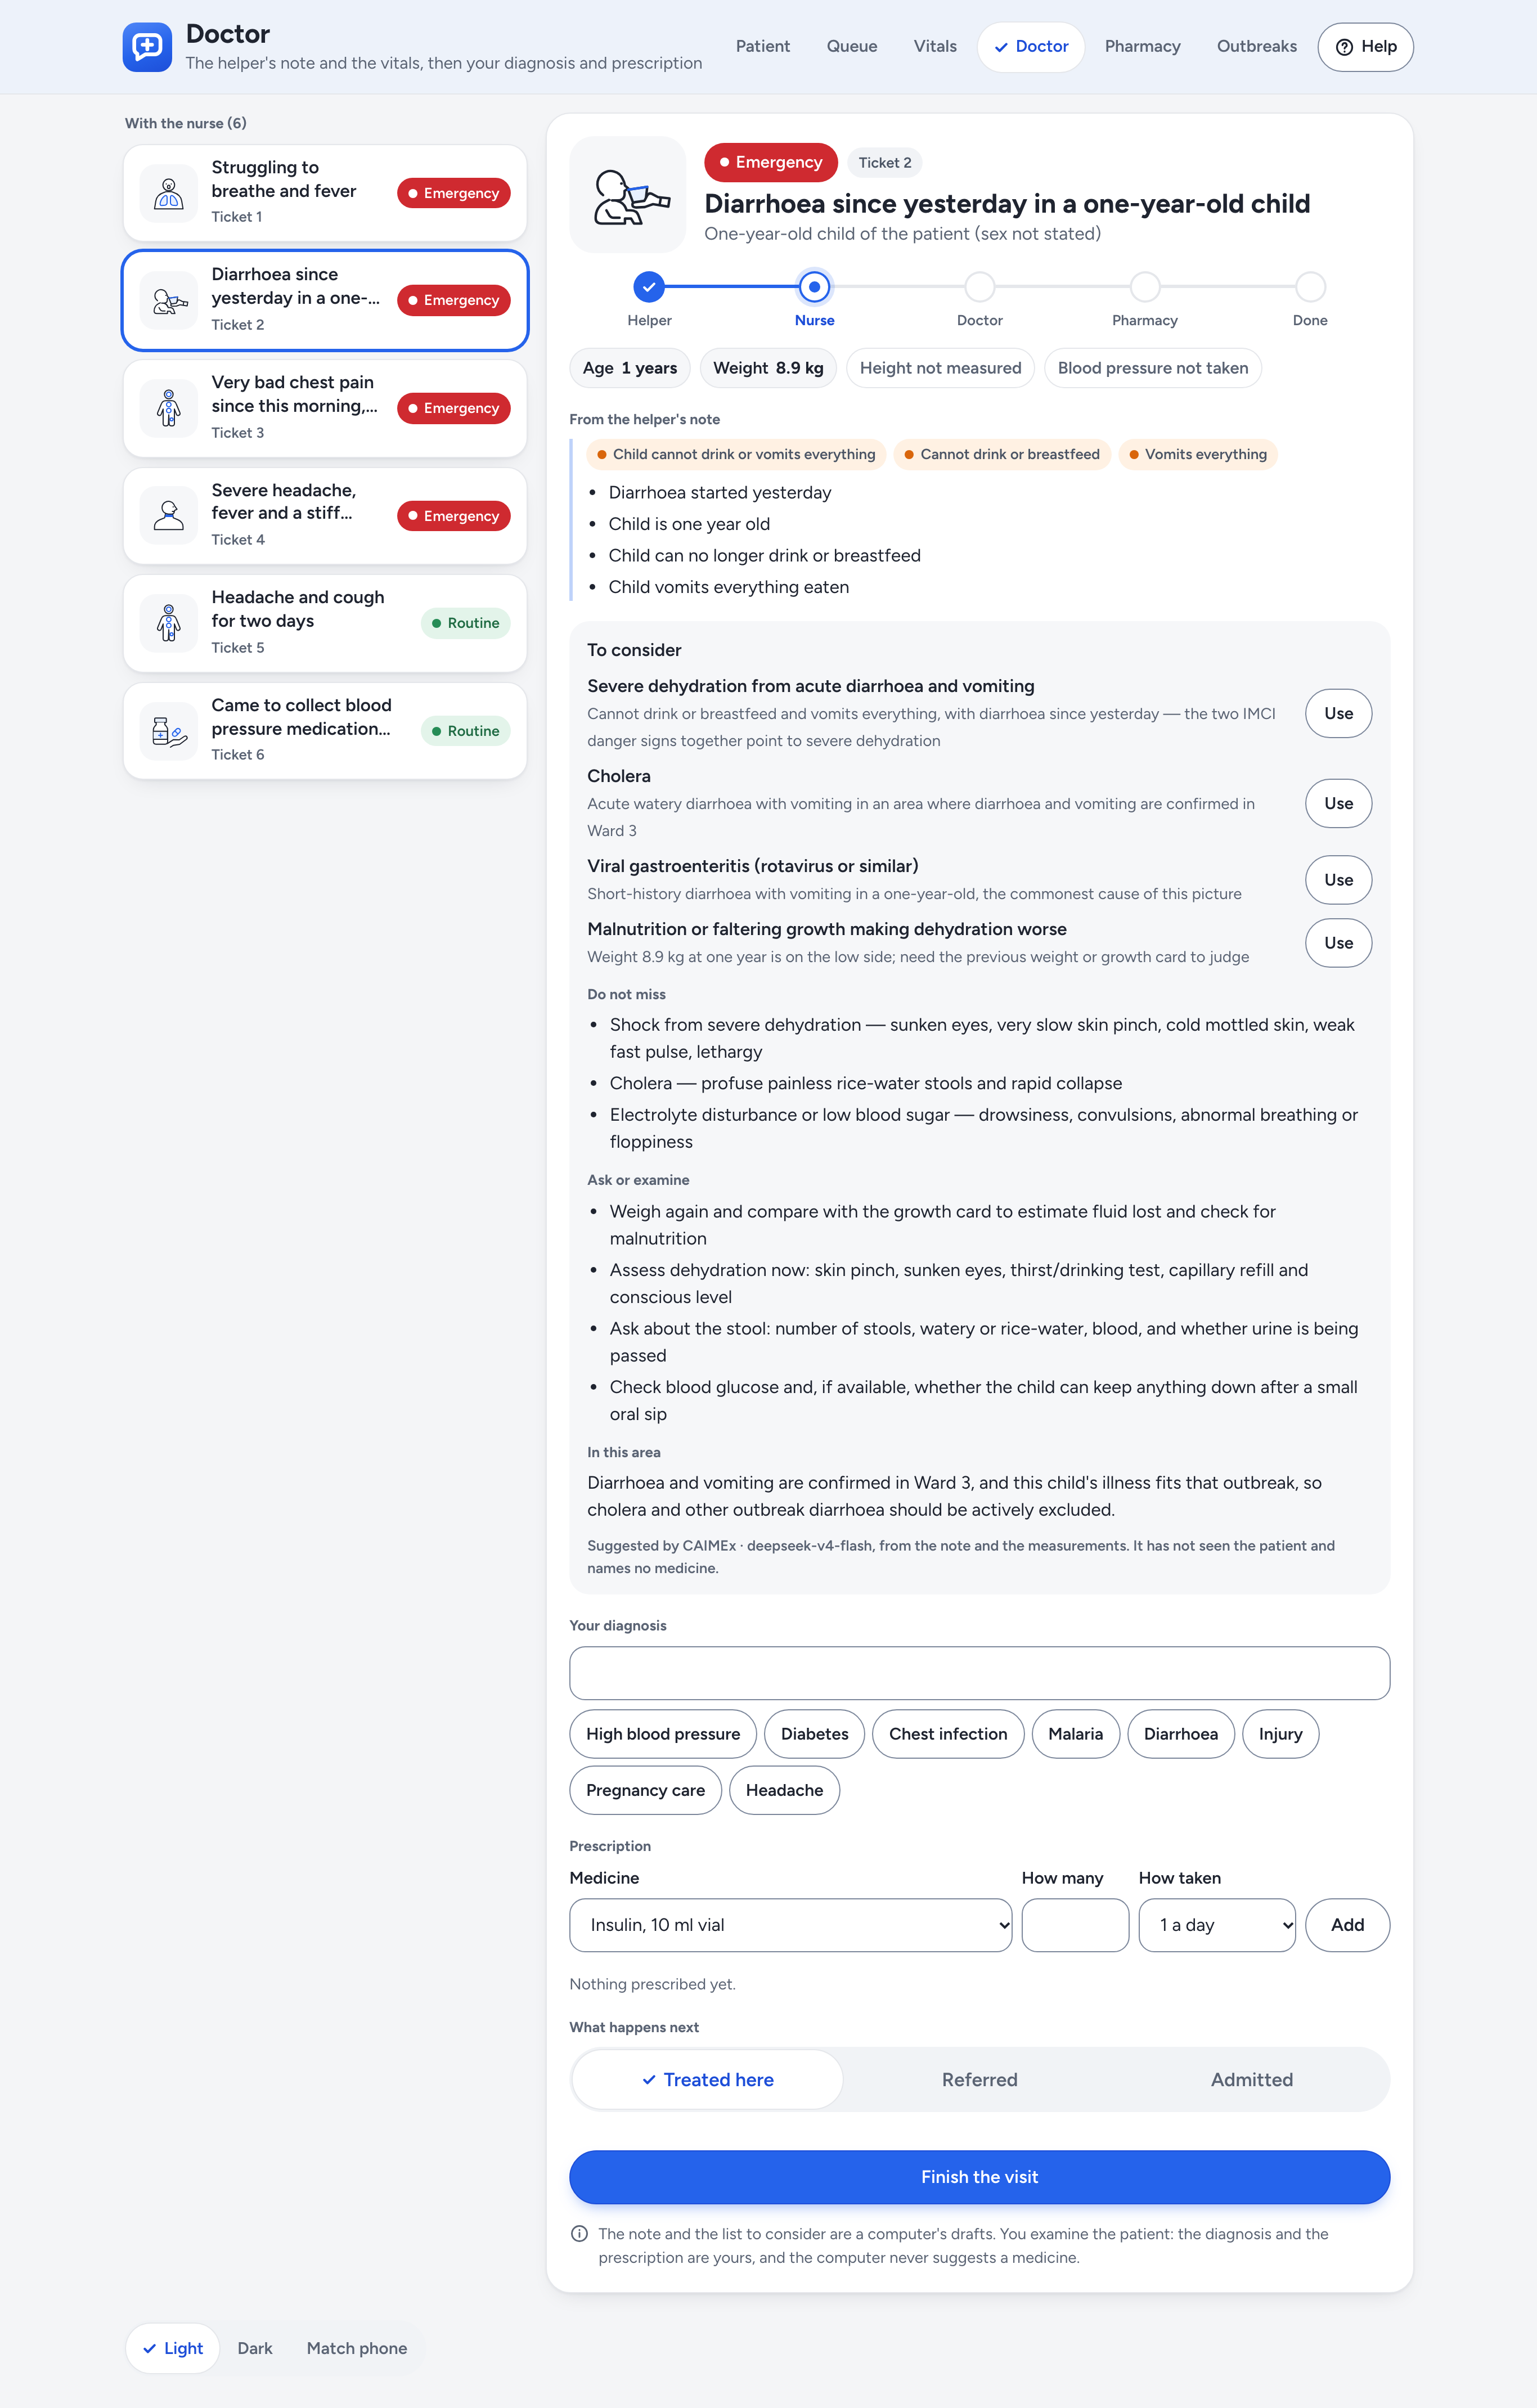 Doctor
The helper's note and the vitals, then your diagnosis and prescription
Patient
Queue
Vitals
Doctor
Pharmacy
Outbreaks
Help
With the nurse (6)
Struggling to
breathe and fever
Ticket 1
Emergency
Diarrhoea since
yesterday in a one-...
Ticket 2
Emergency
Very bad chest pain
since this morning,...
Ticket 3
Emergency
Severe headache,
fever and a stiff...
Ticket 4
Emergency
Headache and cough
for two days
Ticket 5
Routine
Came to collect blood
pressure medication...
Ticket 6
Routine
Emergency
Ticket 2
Diarrhoea since yesterday in a one-year-old child
One-year-old child of the patient (sex not stated)
Helper
Nurse
Doctor
Pharmacy
Done
Age 1 years
Weight 8.9 kg
Height not measured
Blood pressure not taken
From the helper's note
Child cannot drink or vomits everything
Cannot drink or breastfeed
Vomits everything
• Diarrhoea started yesterday
• Child is one year old
• Child can no longer drink or breastfeed
• Child vomits everything eaten
To consider
Severe dehydration from acute diarrhoea and vomiting
Cannot drink or breastfeed and vomits everything, with diarrhoea since yesterday — the two IMCI
danger signs together point to severe dehydration
Use
Cholera
Acute watery diarrhoea with vomiting in an area where diarrhoea and vomiting are confirmed in
Ward 3
Use
Viral gastroenteritis (rotavirus or similar)
Short-history diarrhoea with vomiting in a one-year-old, the commonest cause of this picture
Use
Malnutrition or faltering growth making dehydration worse
Weight 8.9 kg at one year is on the low side; need the previous weight or growth card to judge
Use
Do not miss
• Shock from severe dehydration — sunken eyes, very slow skin pinch, cold mottled skin, weak
fast pulse, lethargy
• Cholera — profuse painless rice-water stools and rapid collapse
• Electrolyte disturbance or low blood sugar — drowsiness, convulsions, abnormal breathing or
floppiness
Ask or examine
• Weigh again and compare with the growth card to estimate fluid lost and check for
malnutrition
• Assess dehydration now: skin pinch, sunken eyes, thirst/drinking test, capillary refill and
conscious level
• Ask about the stool: number of stools, watery or rice-water, blood, and whether urine is being
passed
• Check blood glucose and, if available, whether the child can keep anything down after a small
oral sip
In this area
Diarrhoea and vomiting are confirmed in Ward 3, and this child's illness fits that outbreak, so
cholera and other outbreak diarrhoea should be actively excluded.
Suggested by CAIMEx · deepseek-v4-flash, from the note and the measurements. It has not seen the patient and
names no medicine.
Your diagnosis
High blood pressure
Diabetes
Chest infection
Malaria
Diarrhoea
Injury
Pregnancy care
Headache
Prescription
Medicine
How many
How taken
Insulin, 10 ml vial
1 a day
Add
Nothing prescribed yet.
What happens next
Treated here
Referred
Admitted
Finish the visit
The note and the list to consider are a computer's drafts. You examine the patient: the diagnosis and the
prescription are yours, and the computer never suggests a medicine.
Light
Dark
Match phone